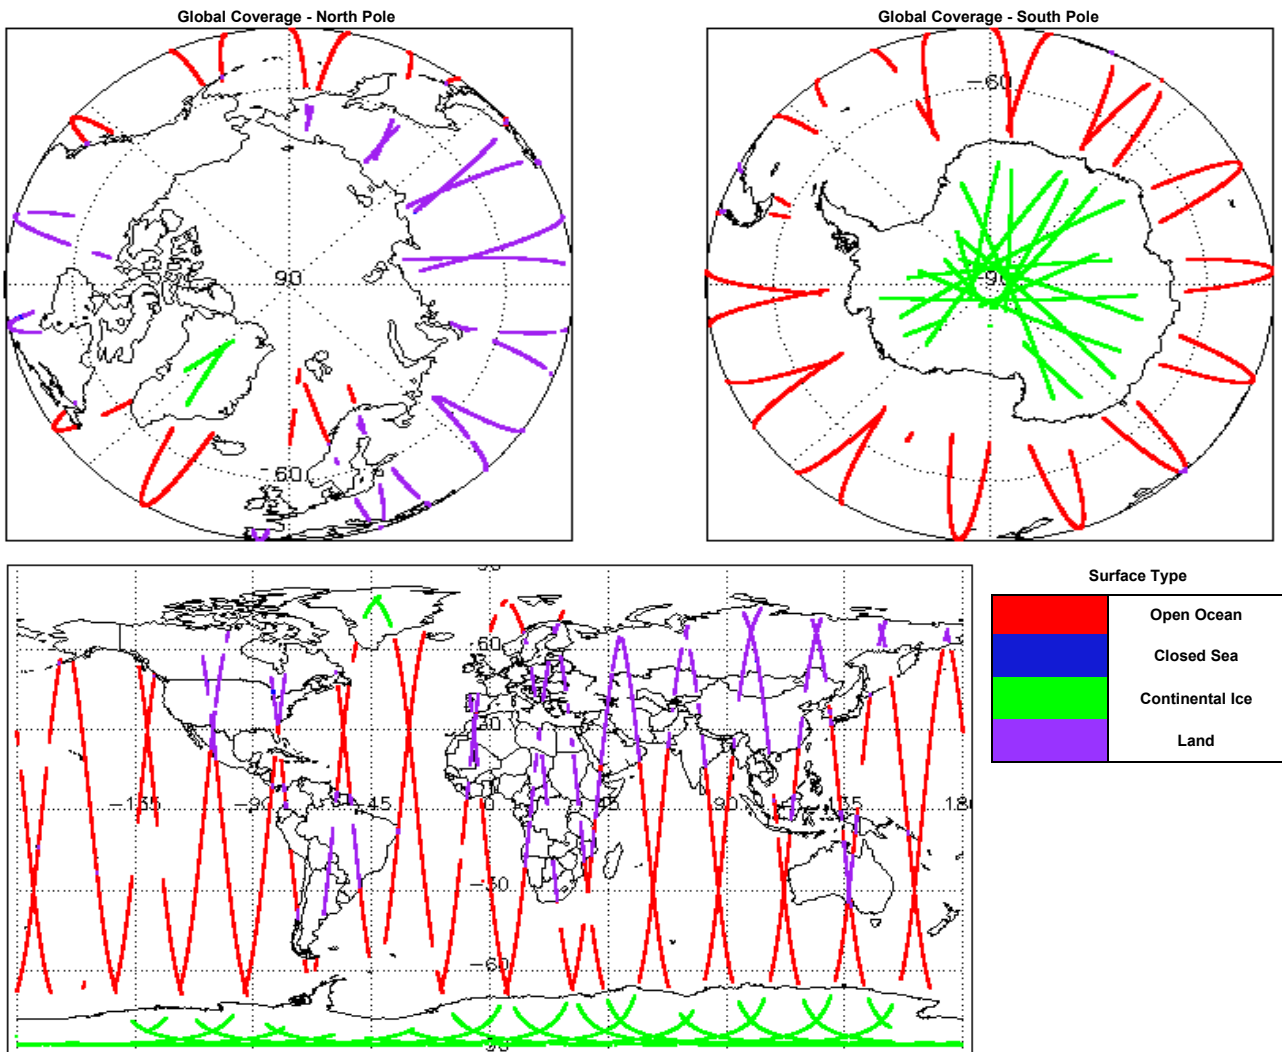 Global Coverage - North Pole
Global Coverage - South Pole
90
-60
-60
-90
60
30
-135
-90
-45
0
45
90
135
180
-30
-60
Surface Type
Open Ocean
Closed Sea
Continental Ice
Land